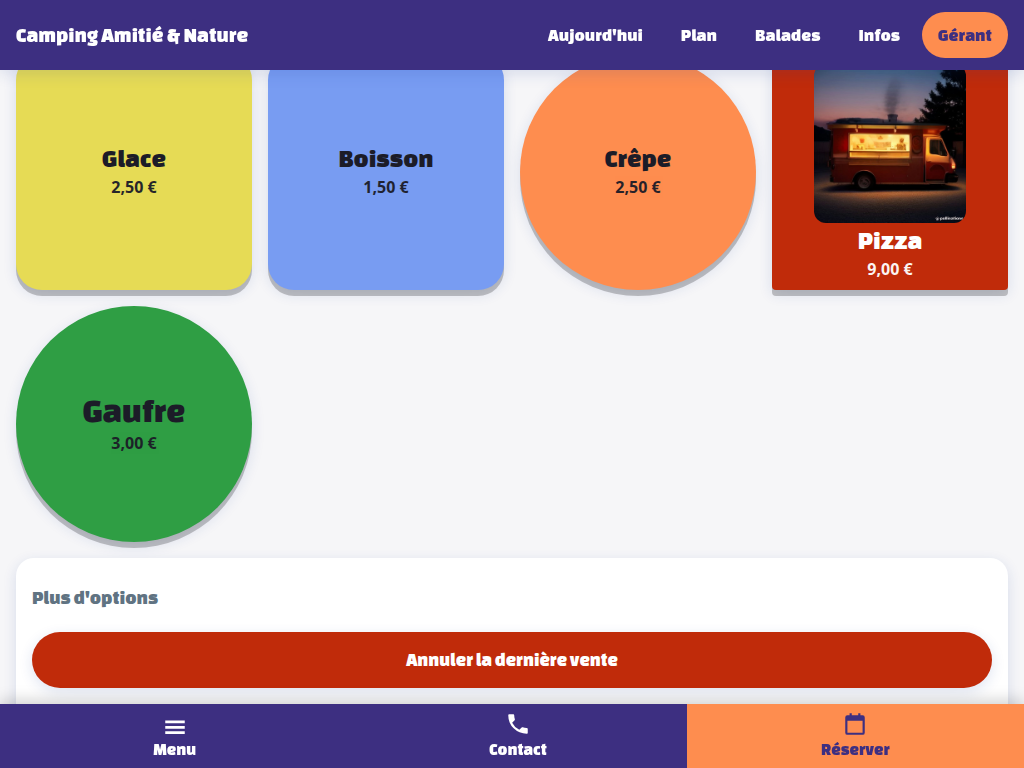 Camping Amitié & Nature
Aujourd'hui
Plan
Balades
Infos
Gérant
Glace
2,50 €
Boisson
1,50 €
Crêpe
2,50 €
Pizza
9,00 €
Gaufre
3,00 €
Plus d'options
Annuler la dernière vente
Menu
Contact
Réserver